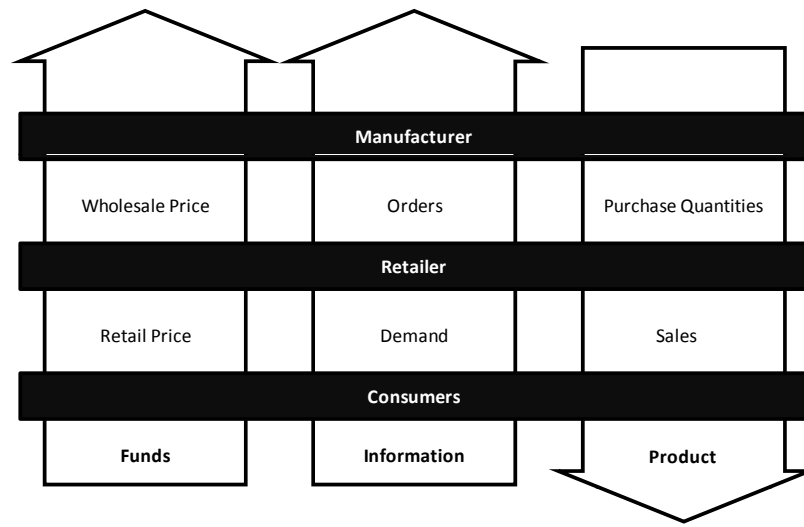 Manufacturer
Wholesale Price
Orders
Purchase Quantities
Retailer
Retail Price
Demand
Sales
Consumers
Funds
Information
Product